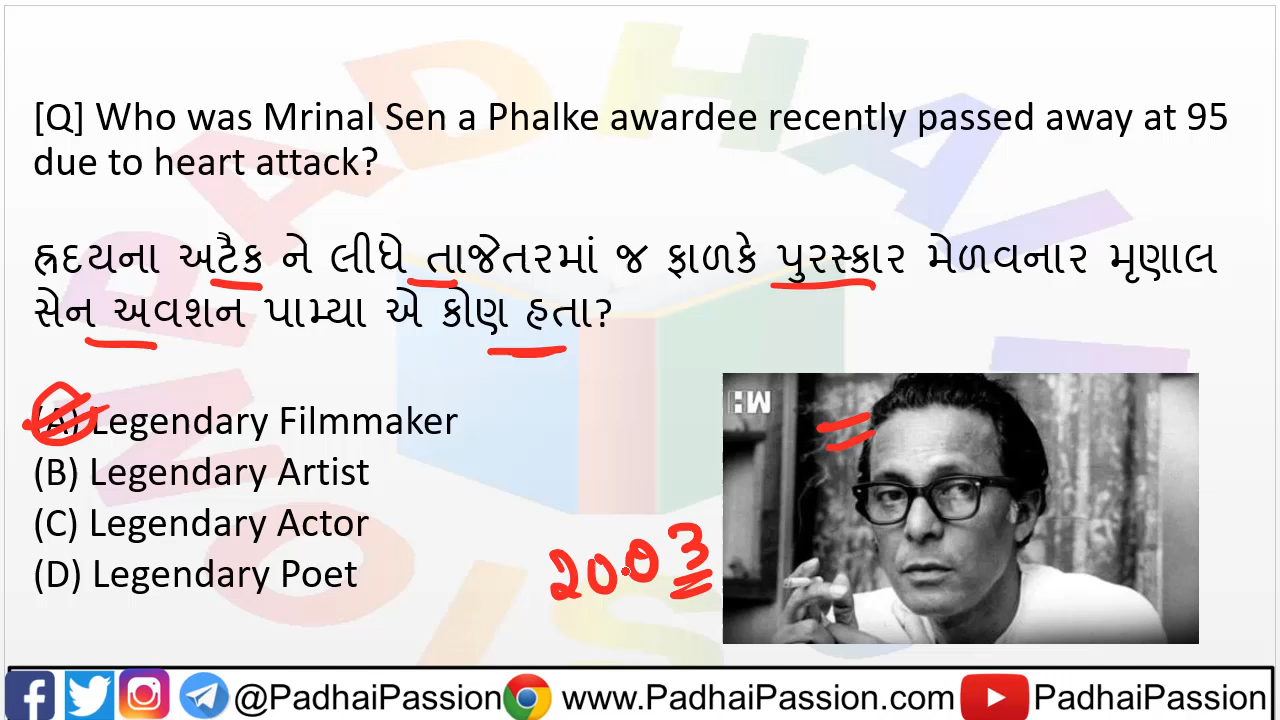 [Q] Who was Mrinal Sen a Phalke awardee recently passed away at 95
due to heart attack?
હ્રદયના અટૈક ને લીધે તાજેતરમાં જ ફાળકે પુરસ્કાર મેળવનાર મૃણાલ
સેન અવશન પામ્યા એ કોણ હતા?
(A) Legendary Filmmaker
(B) Legendary Artist
(C) Legendary Actor
(D) Legendary Poet
2003
HW
@PadhaiPassion www.PadhaiPassion.com PadhaiPassion